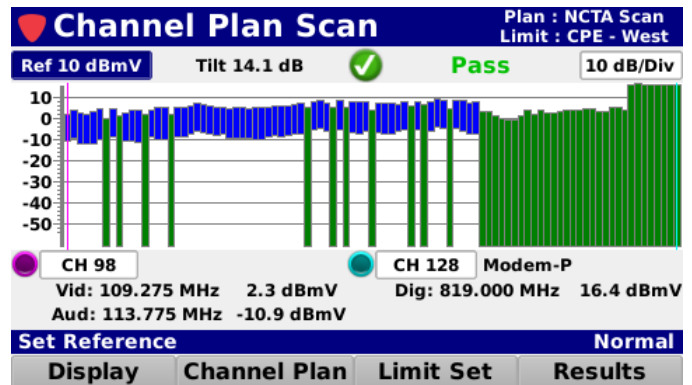 Channel Plan Scan
Plan : NCTA Scan
Limit : CPE - West
Ref 10 dBmV
Tilt 14.1 dB
Pass
10 dB/Div
10
0
-10
-20
-30
-40
-50
CH 98
CH 128
Modem-P
Vid: 109.275 MHz 2.3 dBmV
Dig: 819.000 MHz 16.4 dBmV
Aud: 113.775 MHz -10.9 dBmV
Set Reference
Normal
Display
Channel Plan
Limit Set
Results